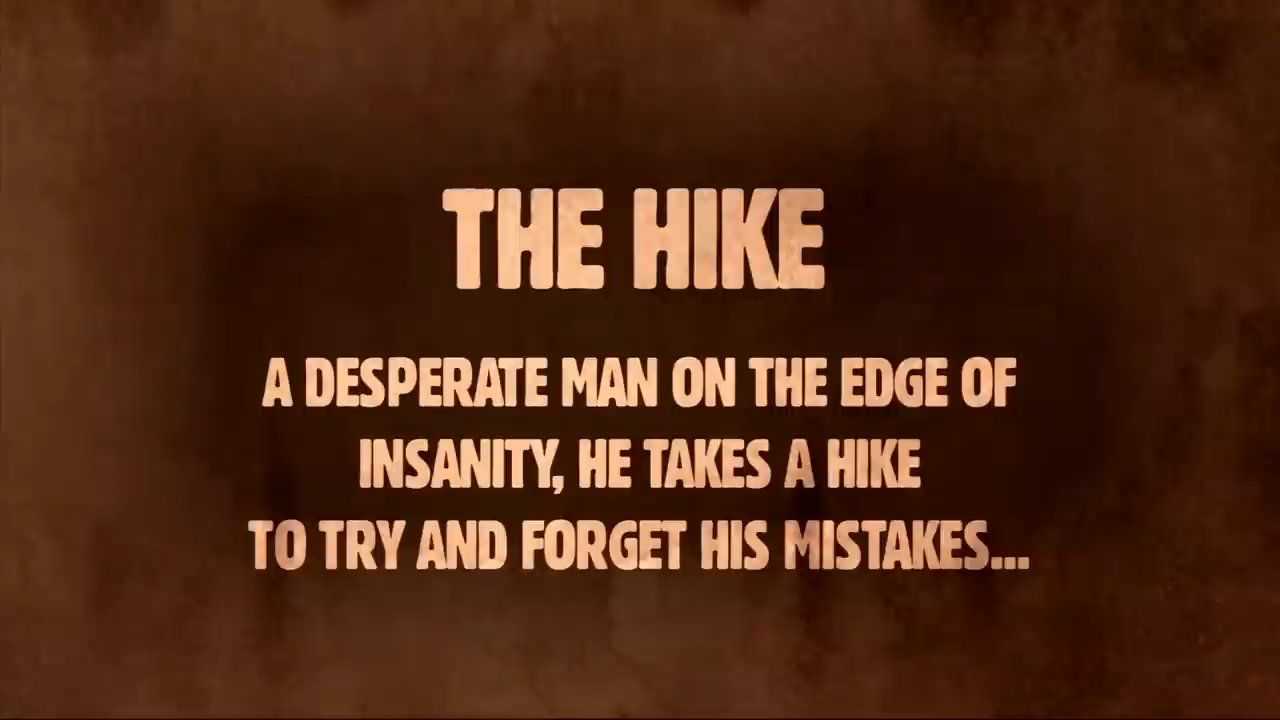 THE HIKE
A DESPERATE MAN ON THE EDGE OF
INSANITY, HE TAKES A HIKE
TO TRY AND FORGET HIS MISTAKES...